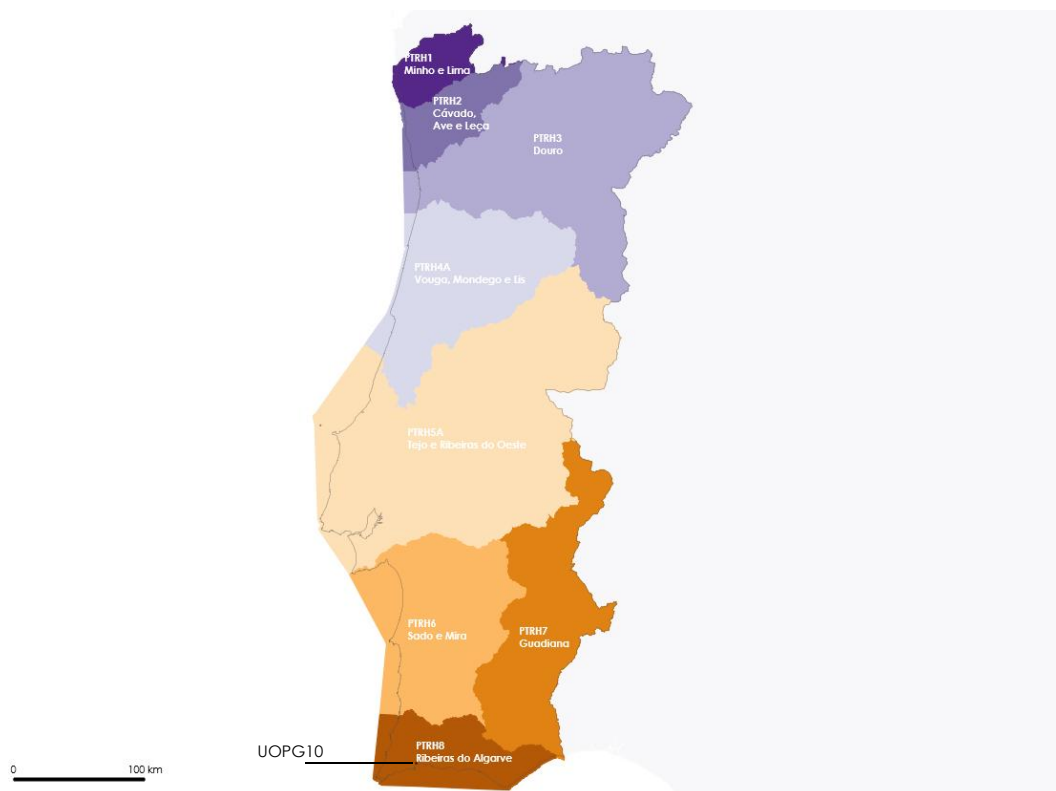 PTRH1
Minho e Lima
PTRH2
Cávado,
Ave e Leça
PTRH3
Douro
PTRH4A
Vouga, Mondego e Lis
PTRH5A
Tejo e Ribeiras do Oeste
PTRH6
Sado e Mira
PTRH7
Guadiana
UOPG10
PTRH8
Ribeiras do Algarve
0 100 km